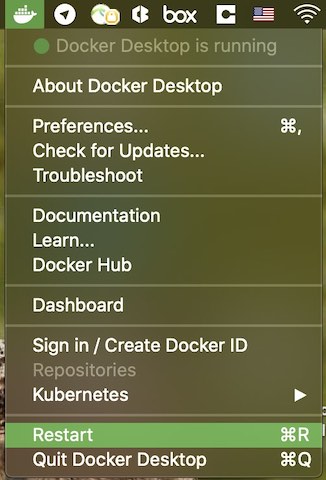 box
Docker Desktop is running
About Docker Desktop
Preferences... ⌘,
Check for Updates...
Troubleshoot
Documentation
Learn...
Docker Hub
Dashboard
Sign in / Create Docker ID
Repositories
Kubernetes ▶
Restart ⌘R
Quit Docker Desktop ⌘Q